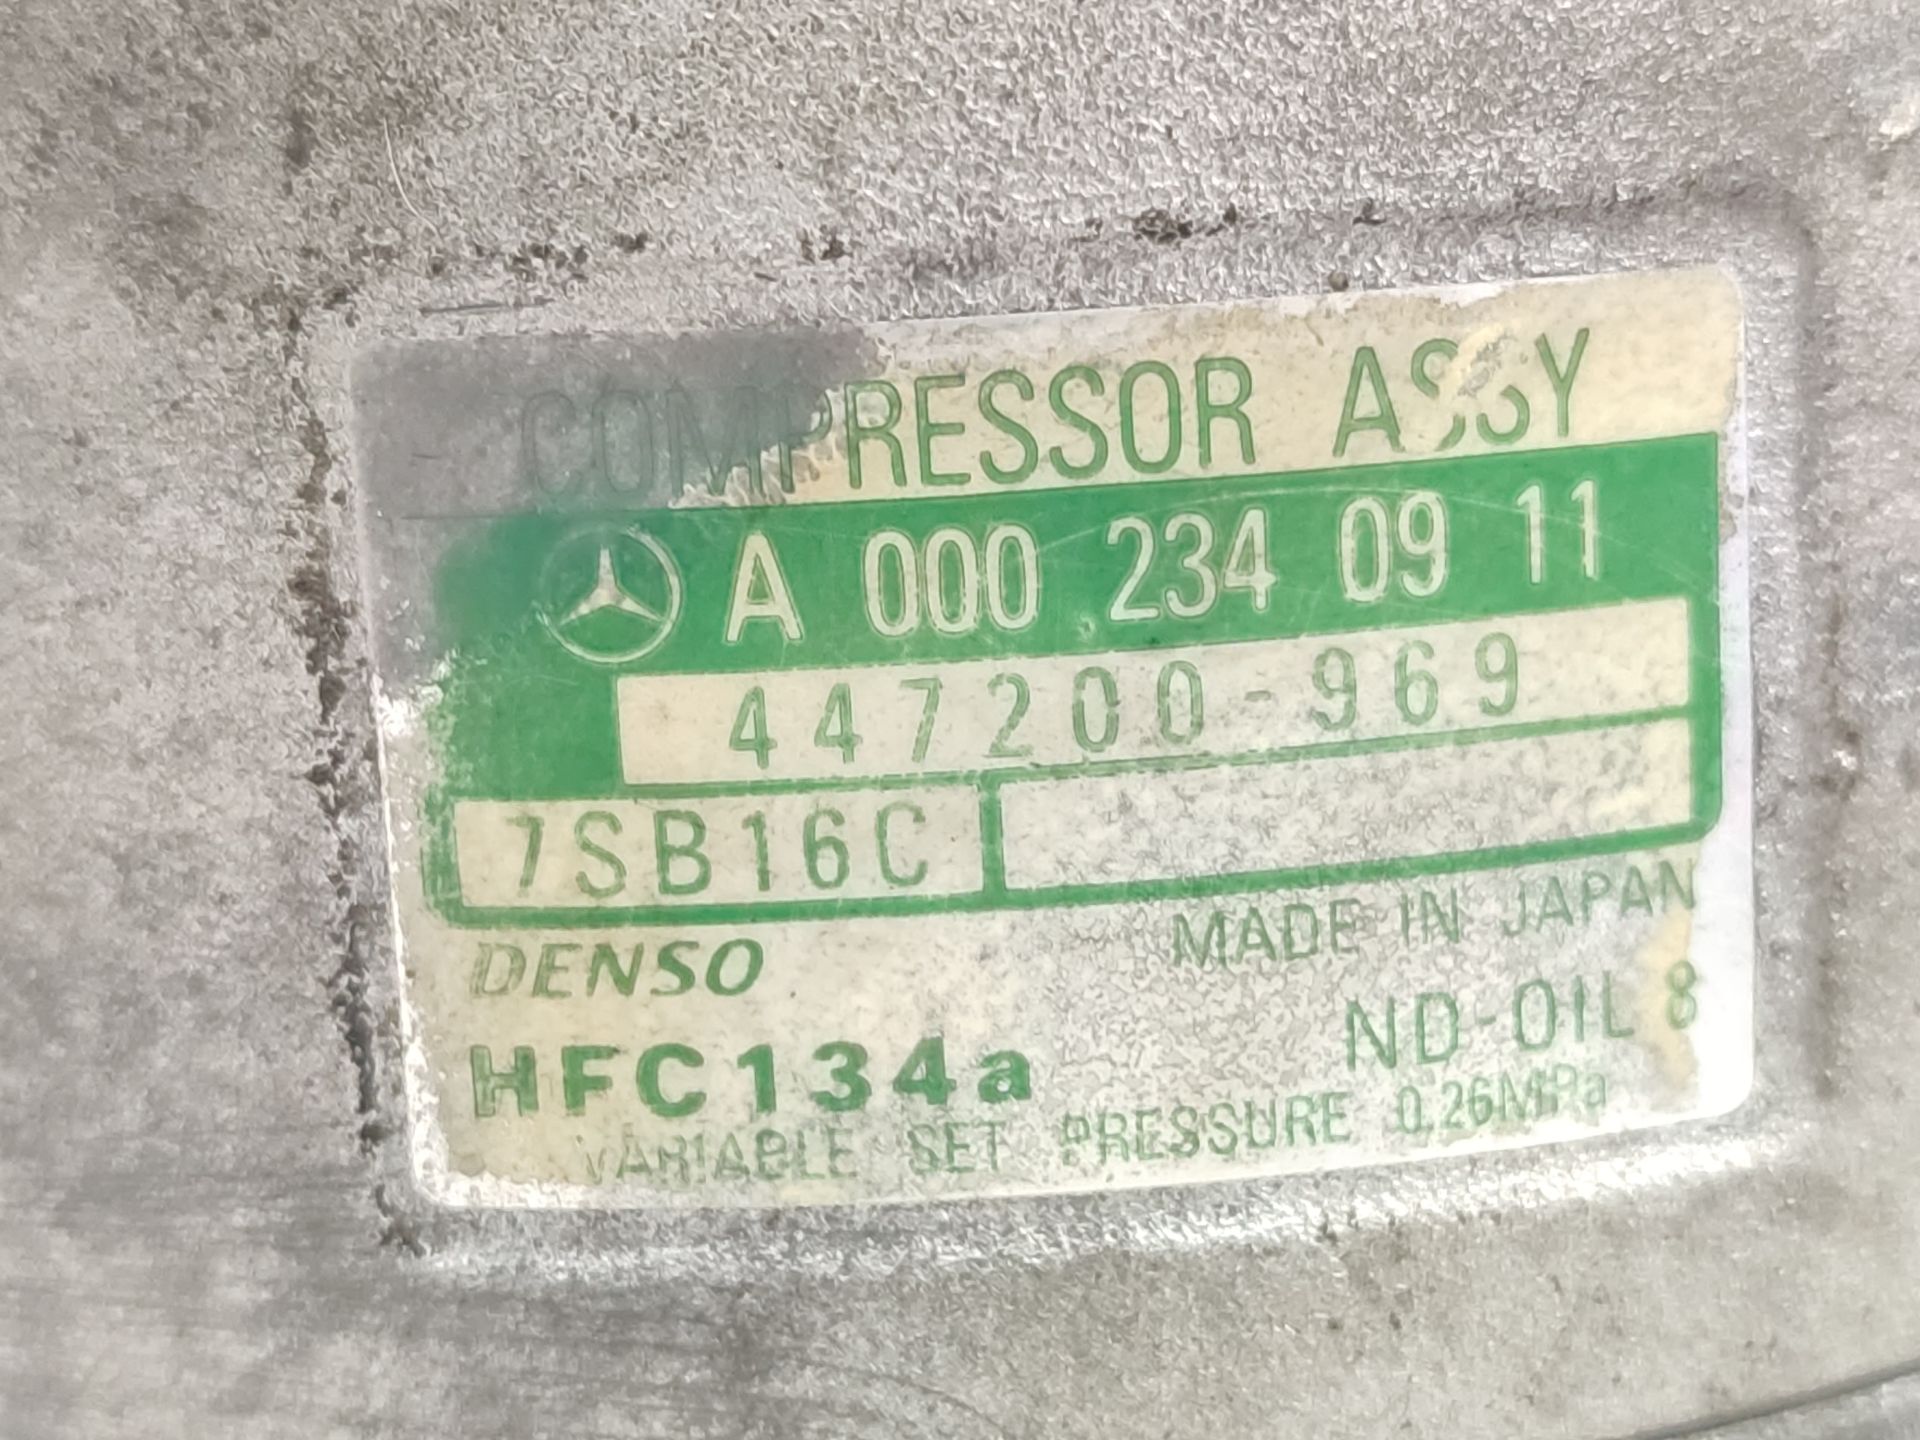 COMPRESSOR ASSY
A 000 234 09 11
447200-969
7SB16C
DENSO
MADE IN JAPAN
HFC134a
ND-OIL 8
VARIABLE SET PRESSURE 0.26MPa